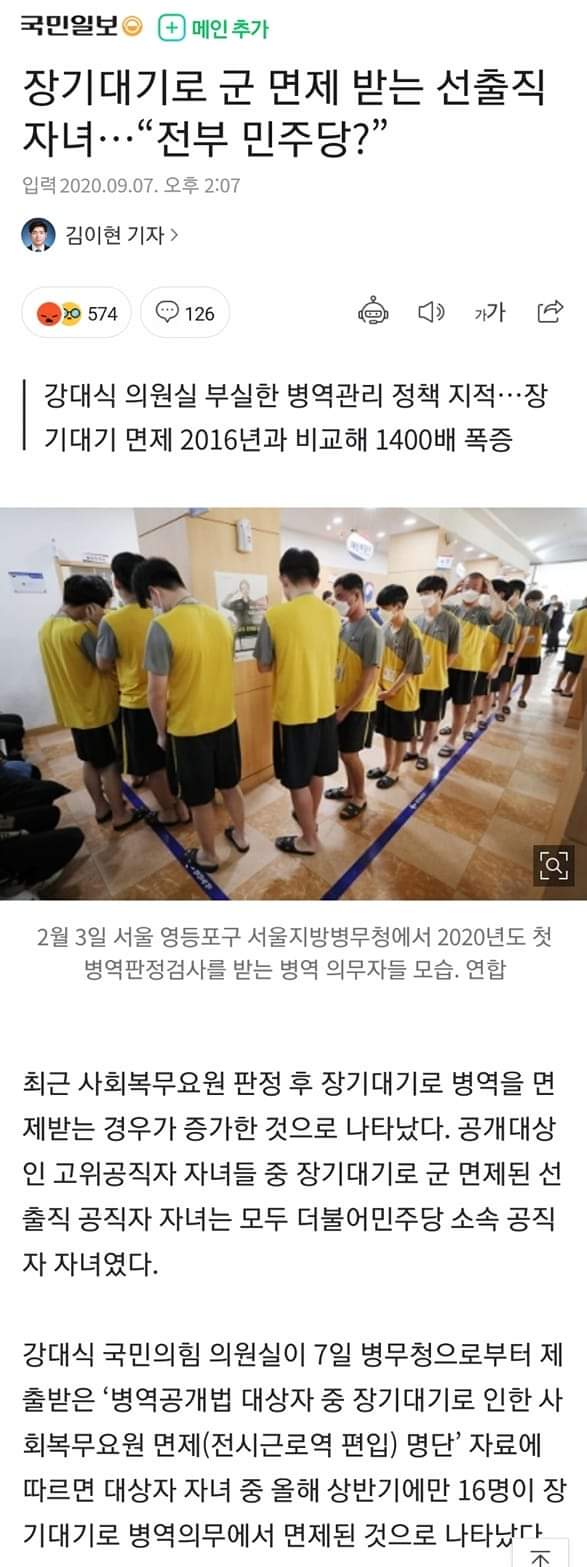 국민일보
메인 추가
장기대기로 군 면제 받는 선출직
자녀…“전부 민주당?”
입력2020.09.07. 오후 2:07
김이현 기자 >
574
126
가가
강대식 의원실 부실한 병역관리 정책 지적…장
기대기 면제 2016년과 비교해 1400배 폭증
2월 3일 서울 영등포구 서울지방병무청에서 2020년도 첫
병역판정검사를 받는 병역 의무자들 모습. 연합
최근 사회복무요원 판정 후 장기대기로 병역을 면
제받는 경우가 증가한 것으로 나타났다. 공개대상
인 고위공직자 자녀들 중 장기대기로 군 면제된 선
출직 공직자 자녀는 모두 더불어민주당 소속 공직
자 자녀였다.
강대식 국민의힘 의원실이 7일 병무청으로부터 제
출받은 ‘병역공개법 대상자 중 장기대기로 인한 사
회복무요원 면제(전시근로역 편입) 명단’ 자료에
따르면 대상자 자녀 중 올해 상반기에만 16명이 장
기대기로 병역의무에서 면제된 것으로 나타났다.